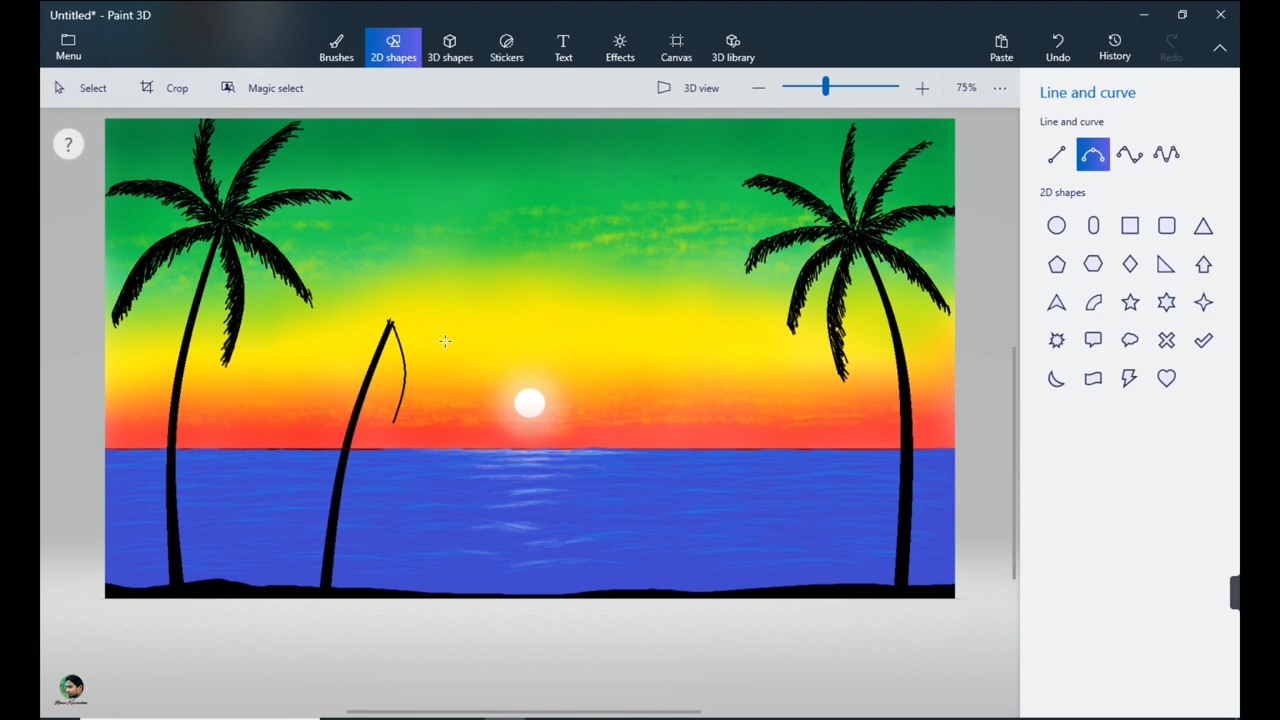 Untitled* - Paint 3D
Menu
Brushes
2D shapes
3D shapes
Stickers
Text
Effects
Canvas
3D library
Paste
Undo
History
Redo
Select
Crop
Magic select
3D view
75%
Line and curve
Line and curve
2D shapes
?